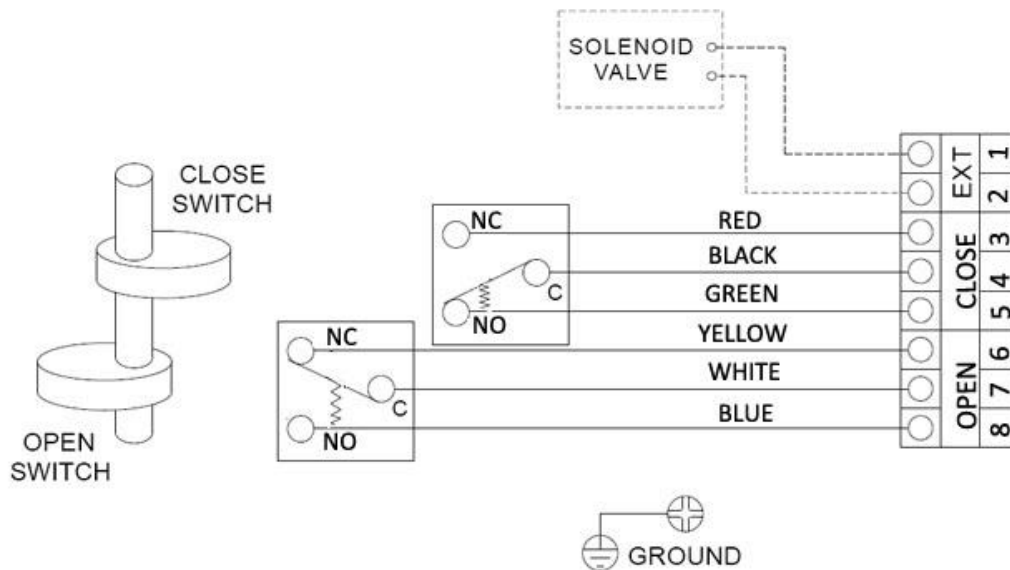 SOLENOID
VALVE
CLOSE
SWITCH
OPEN
SWITCH
NC
C
NO
NC
C
NO
RED
BLACK
GREEN
YELLOW
WHITE
BLUE
EXT
CLOSE
OPEN
1
2
3
4
5
6
7
8
GROUND